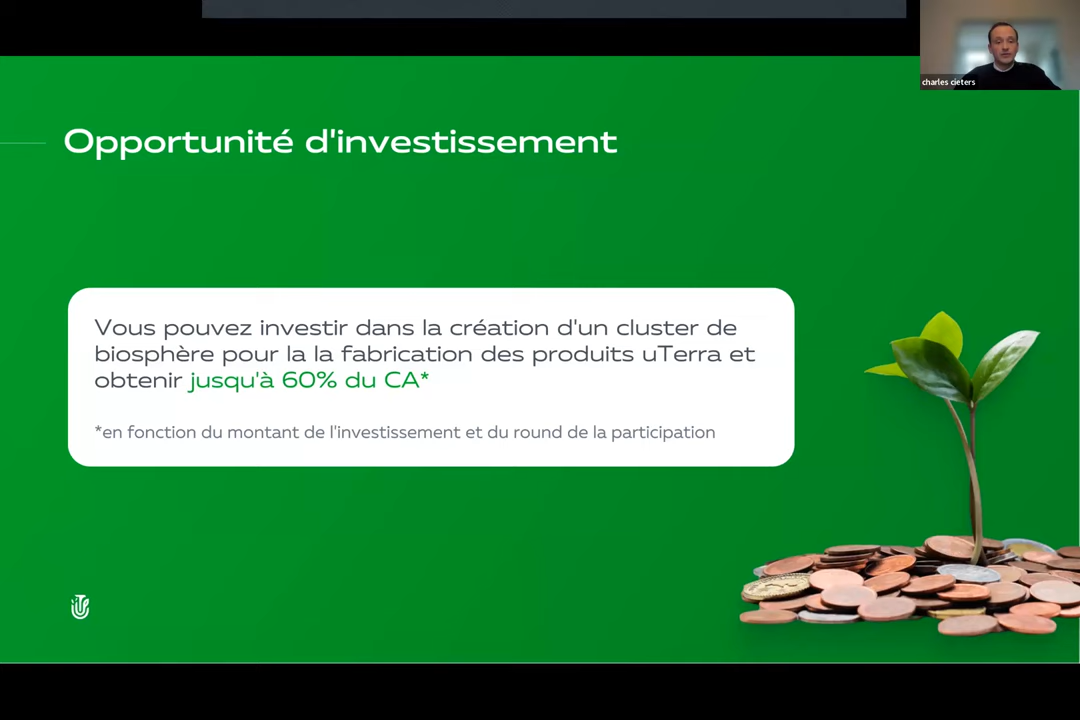 charles cieters
Opportunité d'investissement
Vous pouvez investir dans la création d'un cluster de
biosphère pour la la fabrication des produits uTerra et
obtenir jusqu'à 60% du CA*
*en fonction du montant de l'investissement et du round de la participation